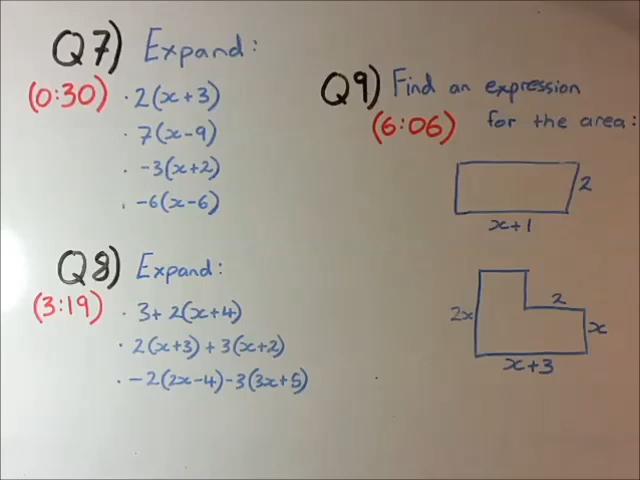 Q7) Expand:
(0:30) · 2(x+3)
· 7(x-9)
· -3(x+2)
· -6(x-6)
Q8) Expand:
(3:19) · 3+2(x+4)
· 2(x+3)+3(x+2)
· -2(2x-4)-3(3x+5)
Q9) Find an expression
(6:06) for the area:
2
x+1
2
2x
x
x+3